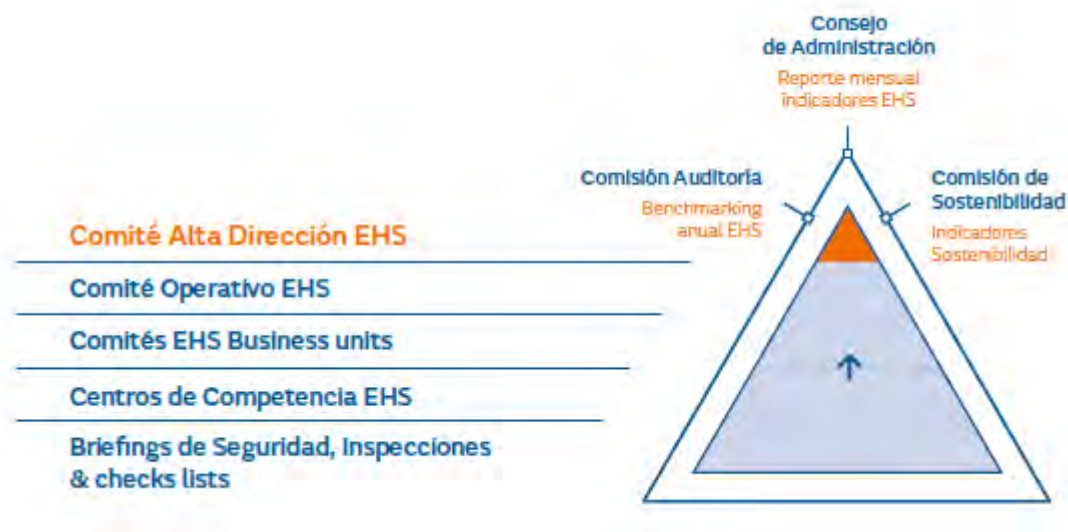 Consejo
de Administración
Reporte mensual
indicadores EHS
Comisión Auditoría
Benchmarking
anual EHS
Comisión de
Sostenibilidad
Indicadores
Sostenibilidad
Comité Alta Dirección EHS
Comité Operativo EHS
Comités EHS Business units
Centros de Competencia EHS
Briefings de Seguridad, Inspecciones
& checks lists